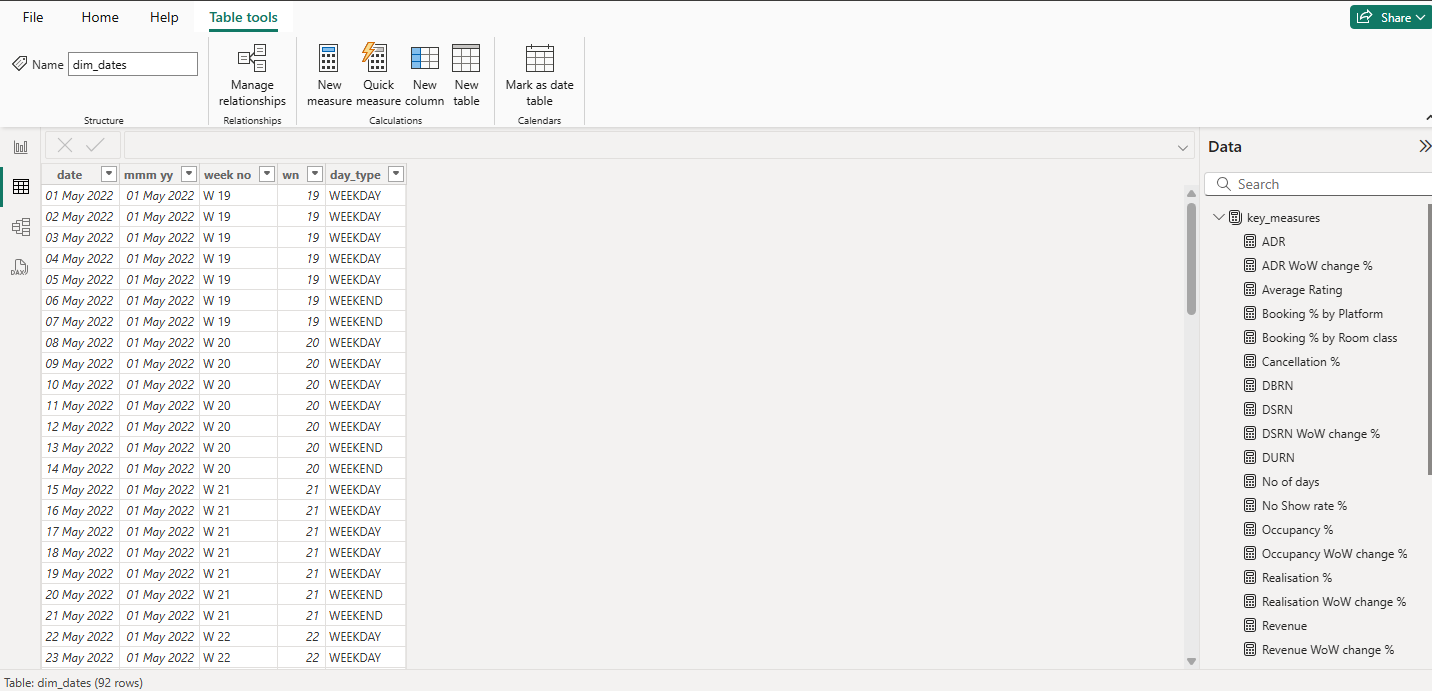 File Home Help Table tools Share
Name dim_dates
Manage relationships
New measure
Quick measure
New column
New table
Mark as date table
Structure Relationships Calculations Calendars
Data
Search
date mmm yy week no wn day_type
01 May 2022 01 May 2022 W 19 19 WEEKDAY
02 May 2022 01 May 2022 W 19 19 WEEKDAY
03 May 2022 01 May 2022 W 19 19 WEEKDAY
04 May 2022 01 May 2022 W 19 19 WEEKDAY
05 May 2022 01 May 2022 W 19 19 WEEKDAY
06 May 2022 01 May 2022 W 19 19 WEEKEND
07 May 2022 01 May 2022 W 19 19 WEEKEND
08 May 2022 01 May 2022 W 20 20 WEEKDAY
09 May 2022 01 May 2022 W 20 20 WEEKDAY
10 May 2022 01 May 2022 W 20 20 WEEKDAY
11 May 2022 01 May 2022 W 20 20 WEEKDAY
12 May 2022 01 May 2022 W 20 20 WEEKDAY
13 May 2022 01 May 2022 W 20 20 WEEKEND
14 May 2022 01 May 2022 W 20 20 WEEKEND
15 May 2022 01 May 2022 W 21 21 WEEKDAY
16 May 2022 01 May 2022 W 21 21 WEEKDAY
17 May 2022 01 May 2022 W 21 21 WEEKDAY
18 May 2022 01 May 2022 W 21 21 WEEKDAY
19 May 2022 01 May 2022 W 21 21 WEEKDAY
20 May 2022 01 May 2022 W 21 21 WEEKEND
21 May 2022 01 May 2022 W 21 21 WEEKEND
22 May 2022 01 May 2022 W 22 22 WEEKDAY
23 May 2022 01 May 2022 W 22 22 WEEKDAY
key_measures
ADR
ADR WoW change %
Average Rating
Booking % by Platform
Booking % by Room class
Cancellation %
DBRN
DSRN
DSRN WoW change %
DURN
No of days
No Show rate %
Occupancy %
Occupancy WoW change %
Realisation %
Realisation WoW change %
Revenue
Revenue WoW change %
DAX
Table: dim_dates (92 rows)